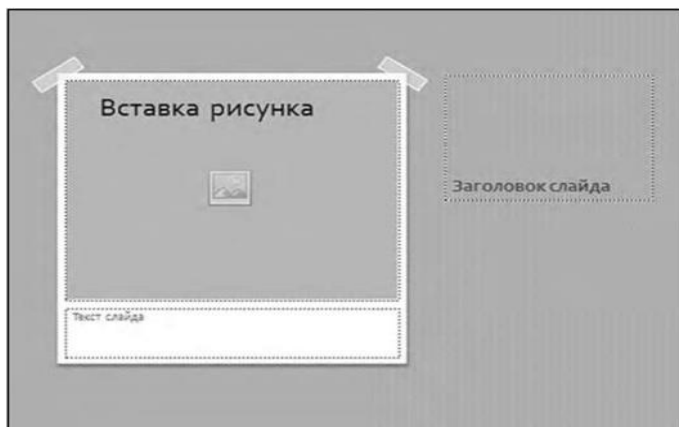 Вставка рисунка
Заголовок слайда
Текст слайда